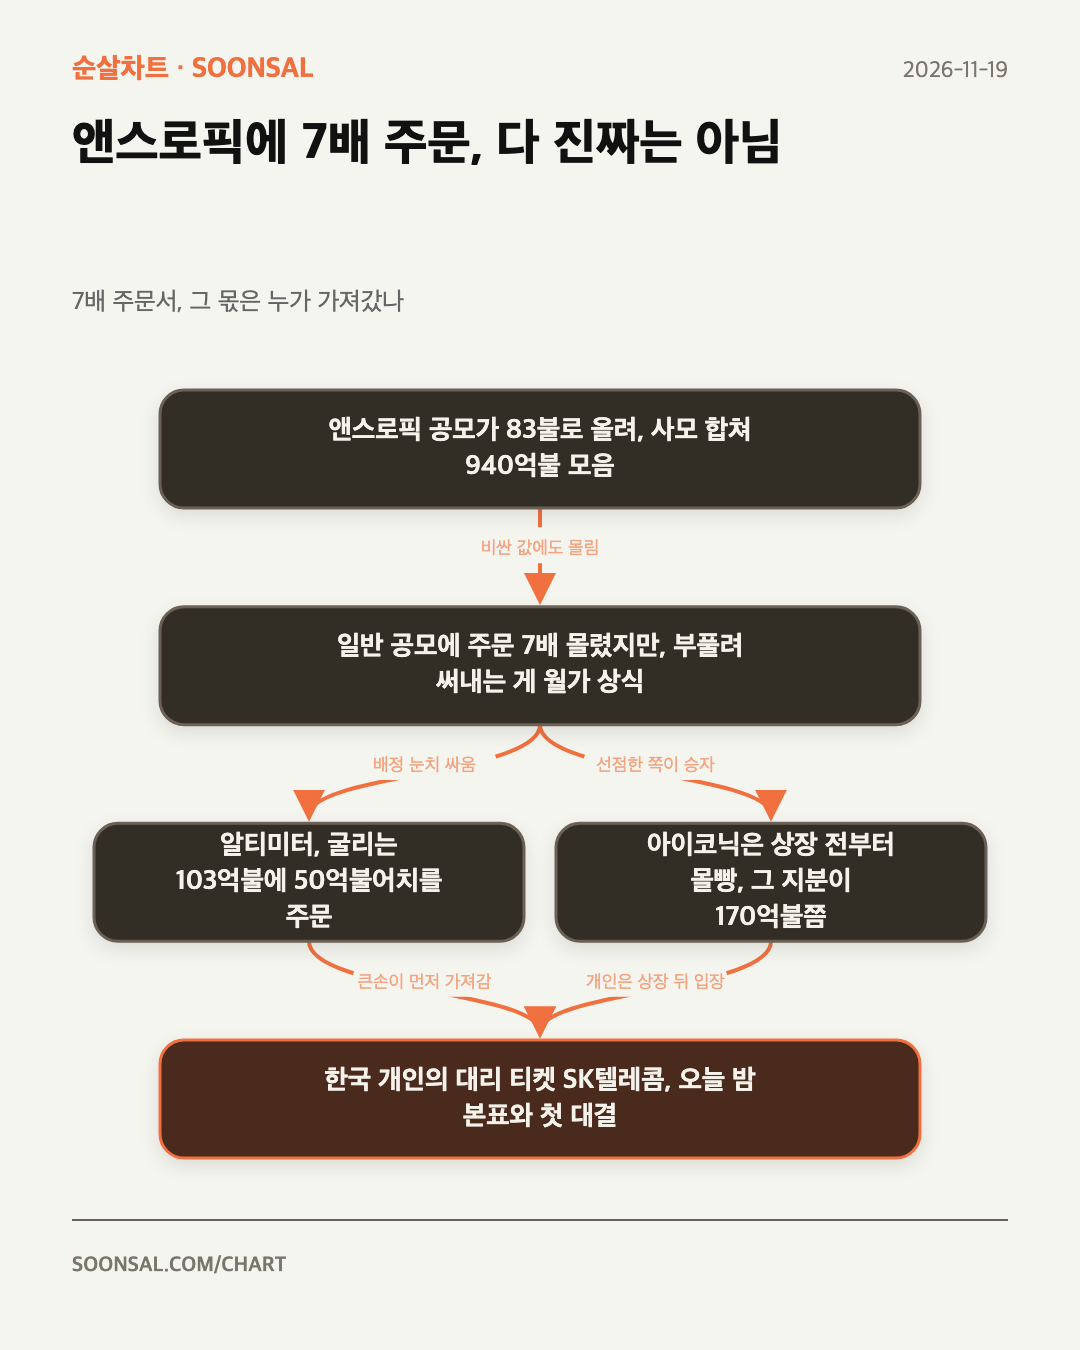 순살차트 · SOONSAL
2026-11-19
앤스로픽에 7배 주문, 다 진짜는 아님
7배 주문서, 그 몫은 누가 가져갔나
앤스로픽 공모가 83불로 올려, 사모 합쳐
940억불 모음
비싼 값에도 몰림
일반 공모에 주문 7배 몰렸지만, 부풀려
써내는 게 월가 상식
배정 눈치 싸움
선점한 쪽이 승자
알티미터, 굴리는
103억불에 50억불어치를
주문
아이코닉은 상장 전부터
몰빵, 그 지분이
170억불쯤
큰손이 먼저 가져감
개인은 상장 뒤 입장
한국 개인의 대리 티켓 SK텔레콤, 오늘 밤
본표와 첫 대결
SOONSAL.COM/CHART